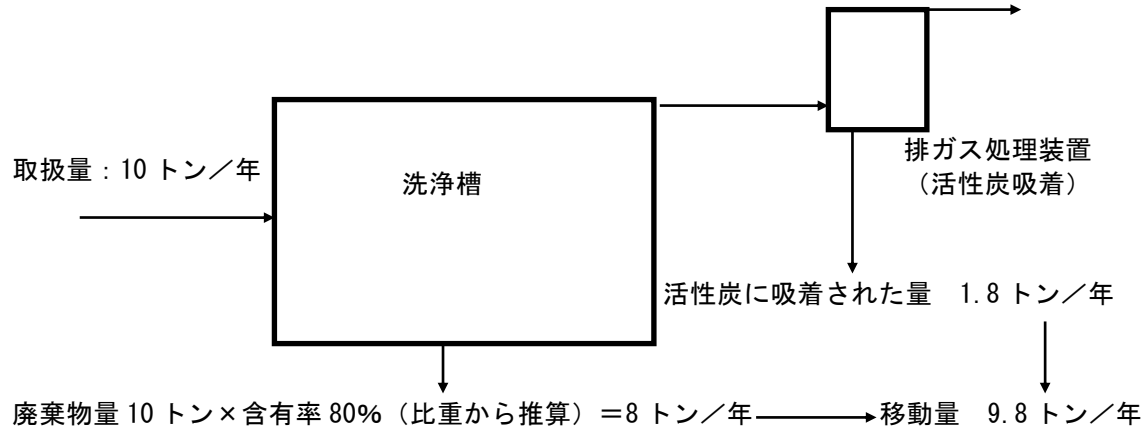 取扱量：10 トン／年
洗浄槽
排ガス処理装置
（活性炭吸着）
活性炭に吸着された量　1.8 トン／年
廃棄物量 10 トン×含有率 80%（比重から推算）＝8 トン／年
移動量　9.8 トン／年